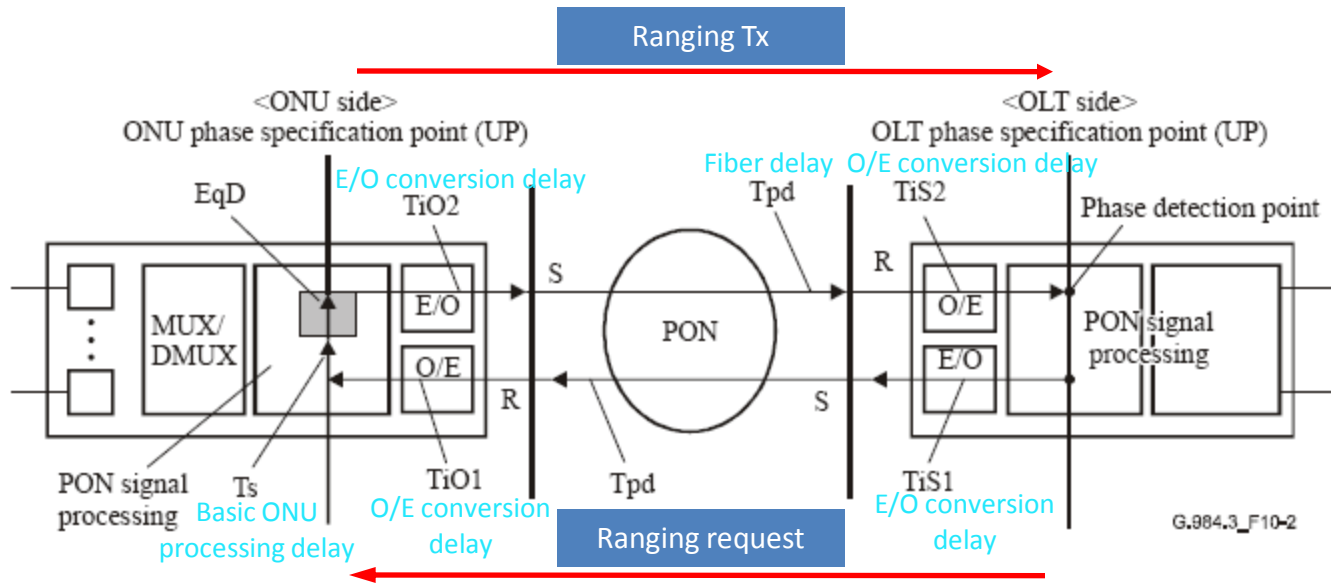 Ranging Tx
<ONU side>
ONU phase specification point (UP)
<OLT side>
OLT phase specification point (UP)
E/O conversion delay
Fiber delay
O/E conversion delay
EqD
TiO2
Tpd
TiS2
Phase detection point
S
R
MUX/
DMUX
E/O
PON
O/E
PON signal
processing
O/E
E/O
R
S
PON signal
processing
Ts
TiO1
Tpd
TiS1
Basic ONU
processing delay
O/E conversion
delay
Ranging request
E/O conversion
delay
G.984.3_F10-2